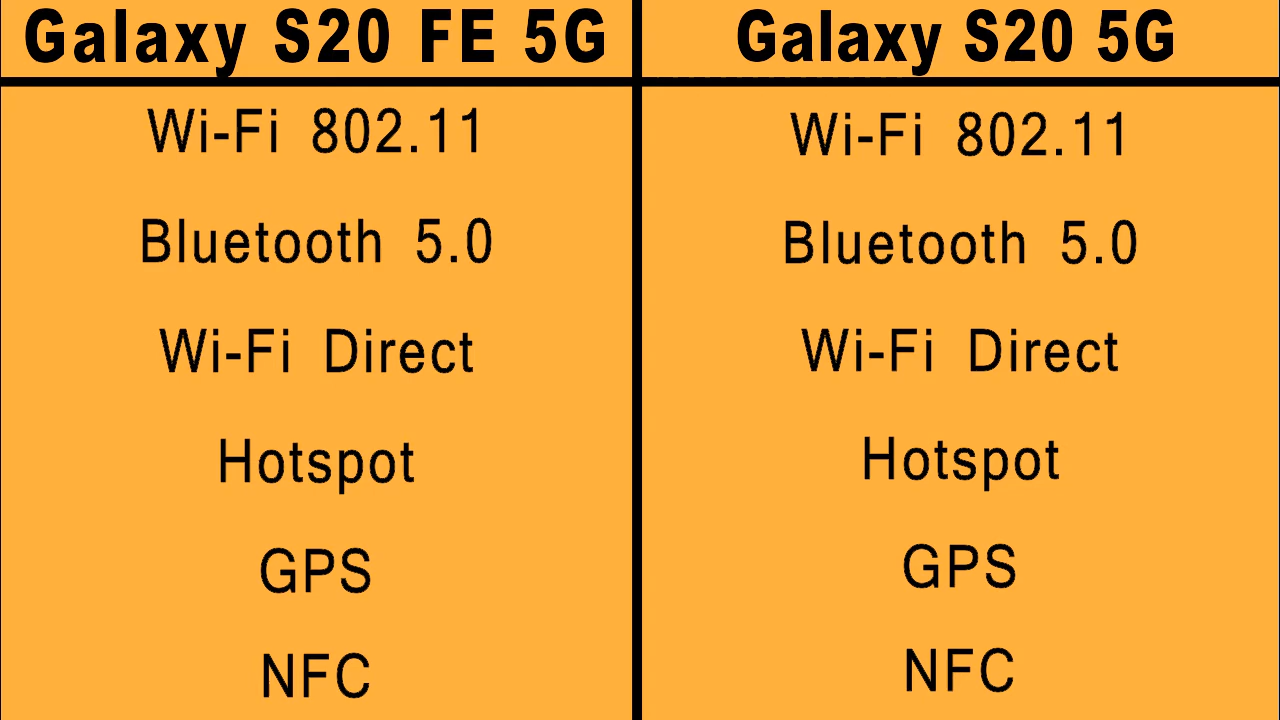 Galaxy S20 FE 5G
Wi-Fi 802.11
Bluetooth 5.0
Wi-Fi Direct
Hotspot
GPS
NFC
Galaxy S20 5G
Wi-Fi 802.11
Bluetooth 5.0
Wi-Fi Direct
Hotspot
GPS
NFC